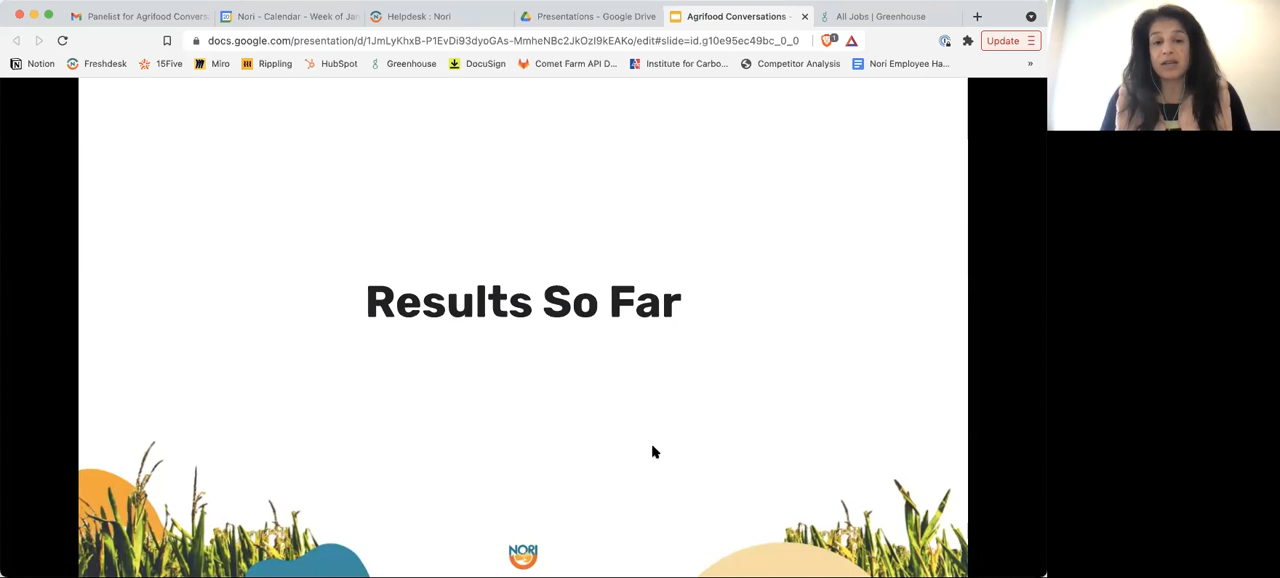 Panelist for Agrifood Convers.
Nori - Calendar - Week of Jan
Helpdesk : Nori
Presentations - Google Drive
Agrifood Conversations -
All Jobs | Greenhouse
docs.google.com/presentation/d/1JmLyKhxB-P1EvDi93dyoGAs-MmheNBc2JkOzI9kEAKo/edit#slide=id.g10e95ec49bc_0_0
1
Update
Notion
Freshdesk
15Five
Miro
Rippling
HubSpot
Greenhouse
DocuSign
Comet Farm API D...
Institute for Carbo...
Competitor Analysis
Nori Employee Ha...
»
Results So Far
NORI